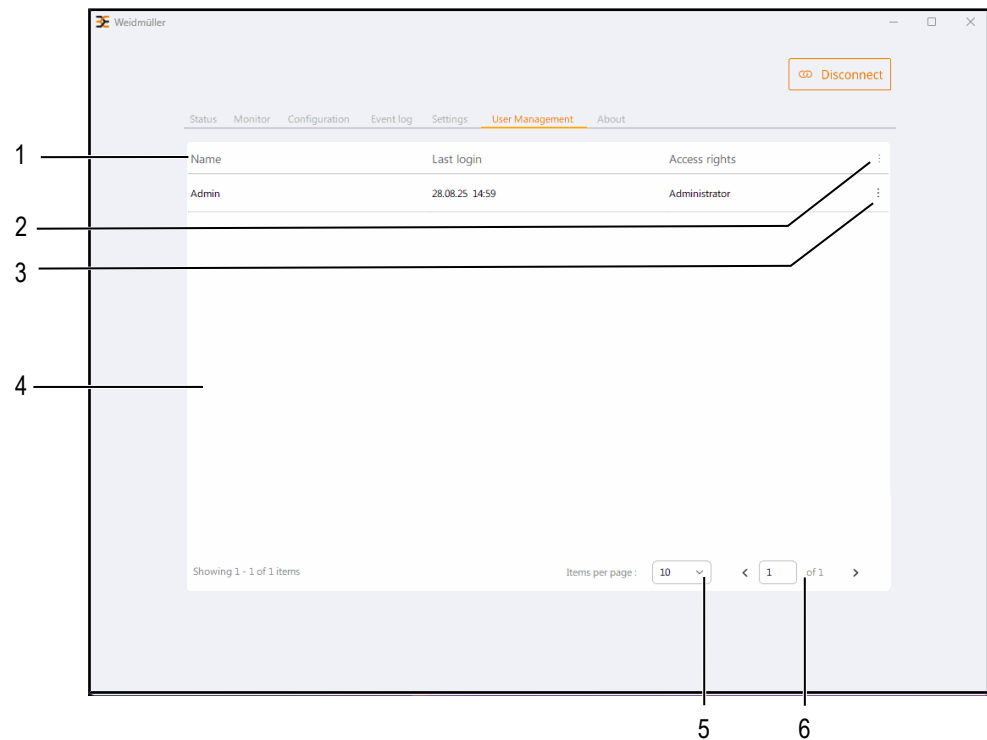 Weidmüller
Disconnect
Status Monitor Configuration Event log Settings User Management About
1
Name Last login Access rights
Admin 28.08.25 14:59 Administrator
2
3
4
Showing 1 - 1 of 1 items Items per page : 10 1 of 1
5 6